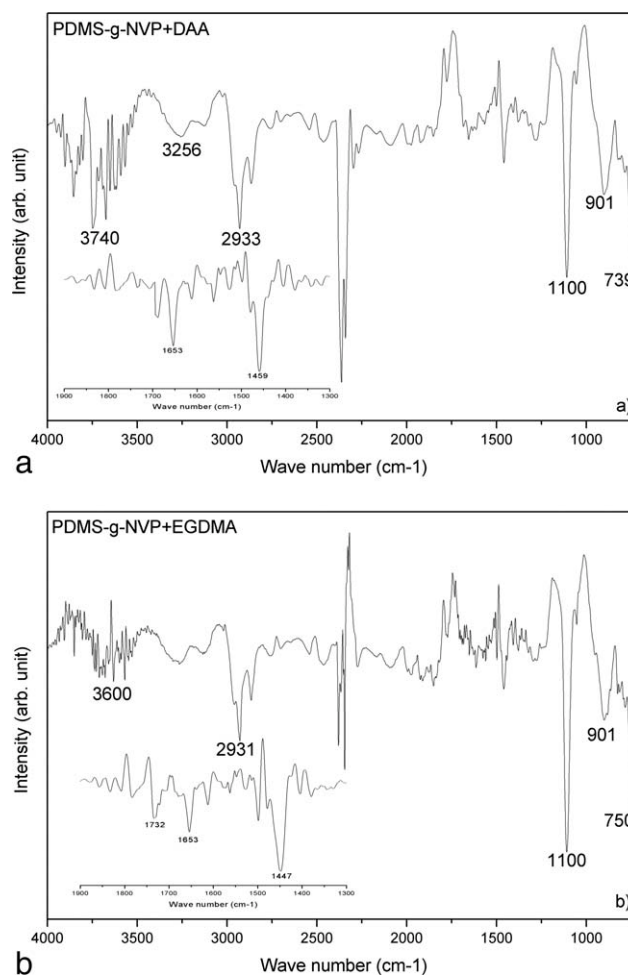 PDMS-g-NVP+DAA
Intensity (arb. unit)
3740
3256
2933
1100
901
739
1653
1459
1900 1800 1700 1600 1500 1400 1300
Wave number (cm-1)
a)
4000 3500 3000 2500 2000 1500 1000
Wave number (cm-1)
a
PDMS-g-NVP+EGDMA
Intensity (arb. unit)
3600
2931
1100
901
750
1732
1653
1447
1900 1800 1700 1600 1500 1400 1300
Wave number (cm-1)
b)
4000 3500 3000 2500 2000 1500 1000
Wave number (cm-1)
b